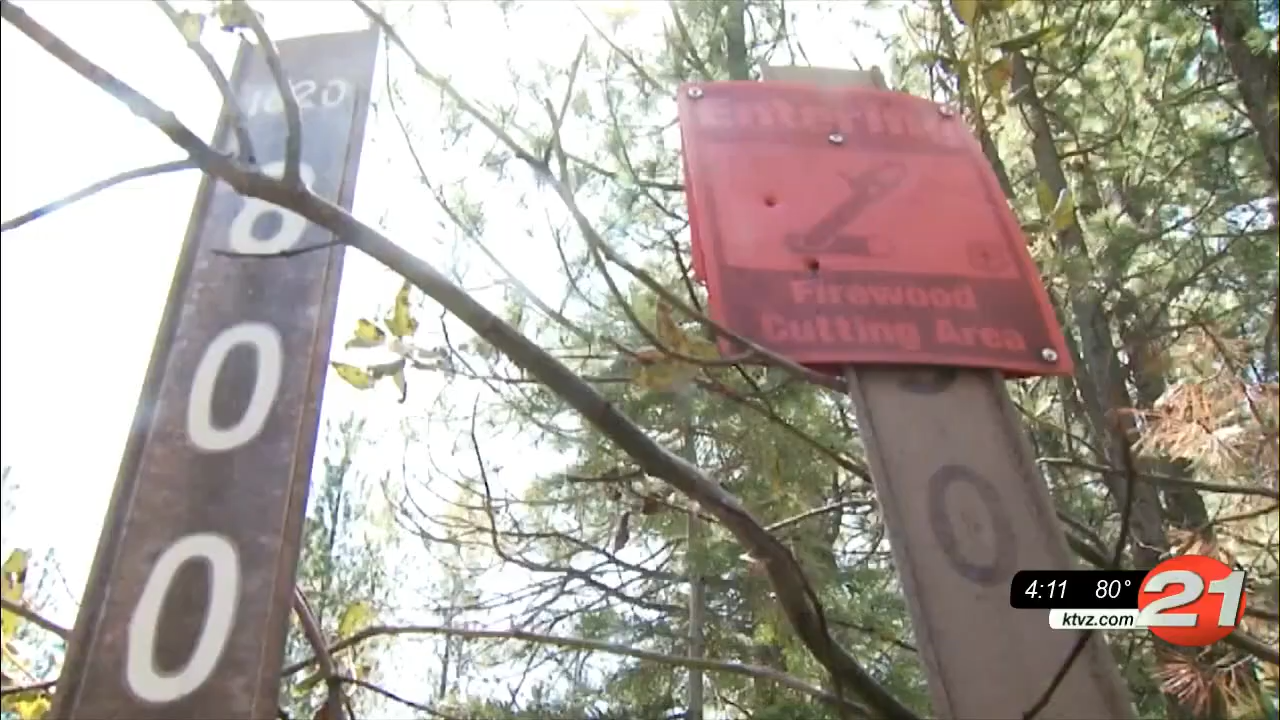 1620
8
0
0
Entering
Firewood
Cutting Area
0
4:11 80°
ktvz.com
21